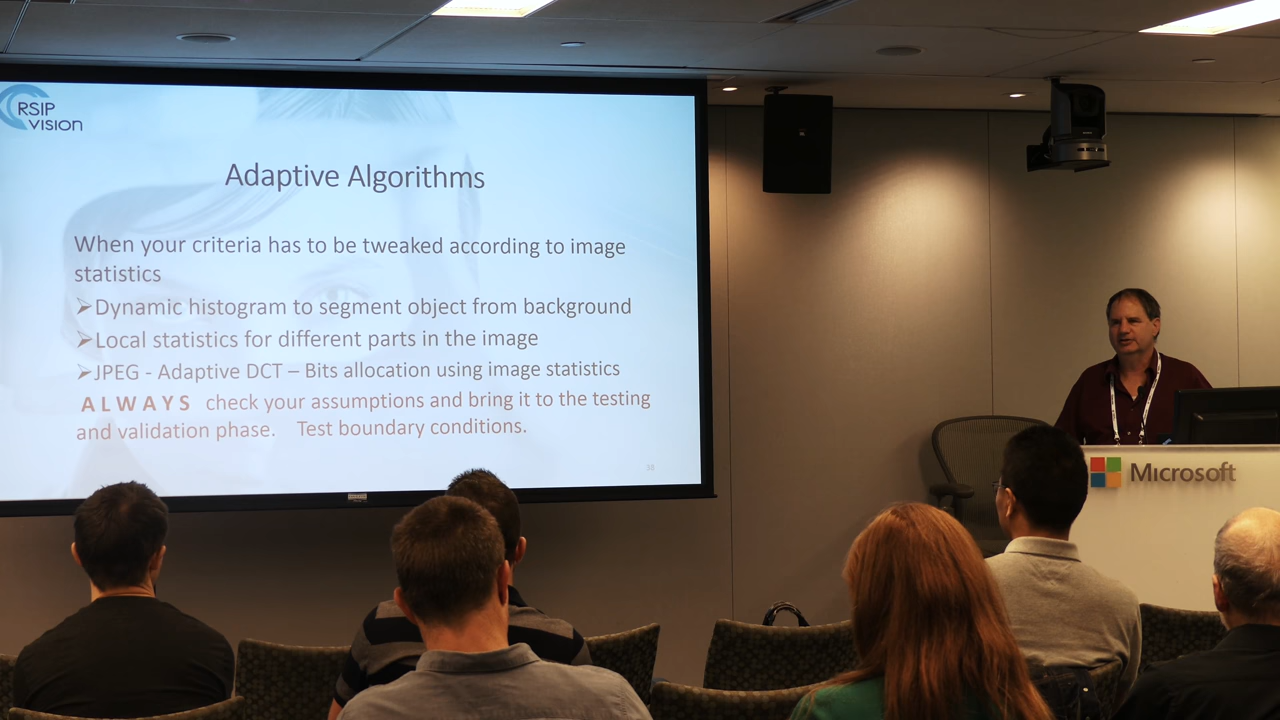 RSIP
VISION
Adaptive Algorithms
When your criteria has to be tweaked according to image
statistics
➢Dynamic histogram to segment object from background
➢Local statistics for different parts in the image
➢JPEG - Adaptive DCT – Bits allocation using image statistics
ALWAYS check your assumptions and bring it to the testing
and validation phase. Test boundary conditions.
38
Microsoft